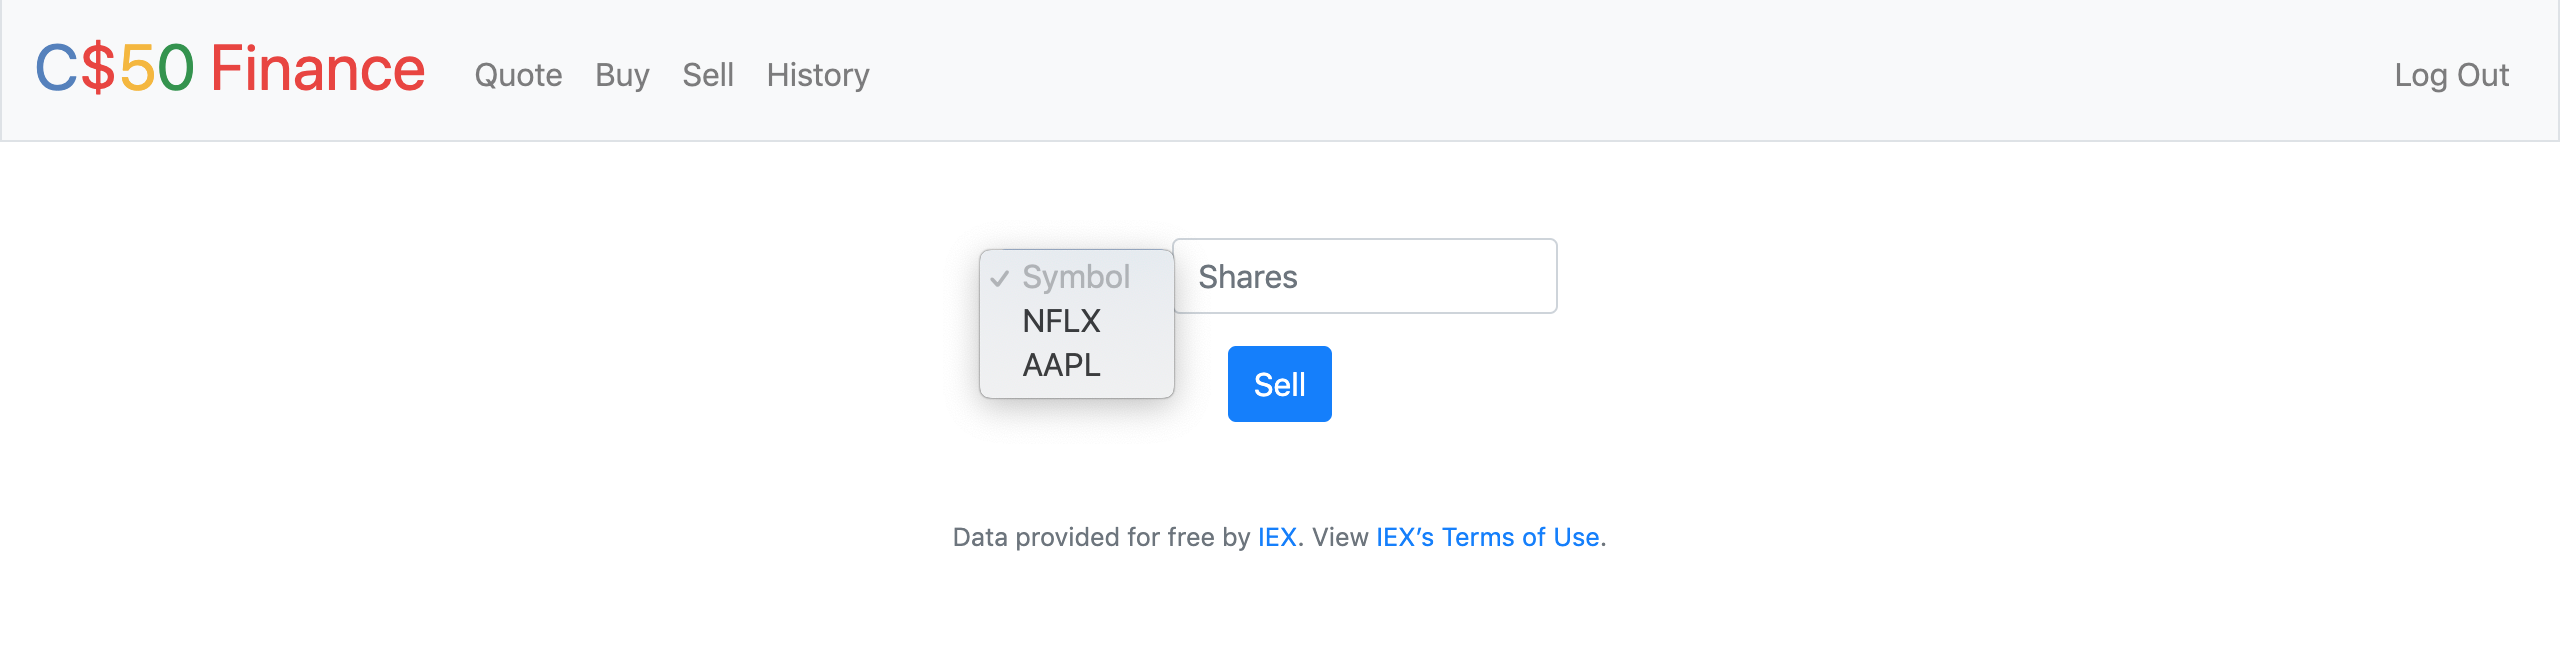 C$50 Finance Quote Buy Sell History Log Out
Symbol Shares
NFLX
AAPL
Sell
Data provided for free by IEX. View IEX’s Terms of Use.